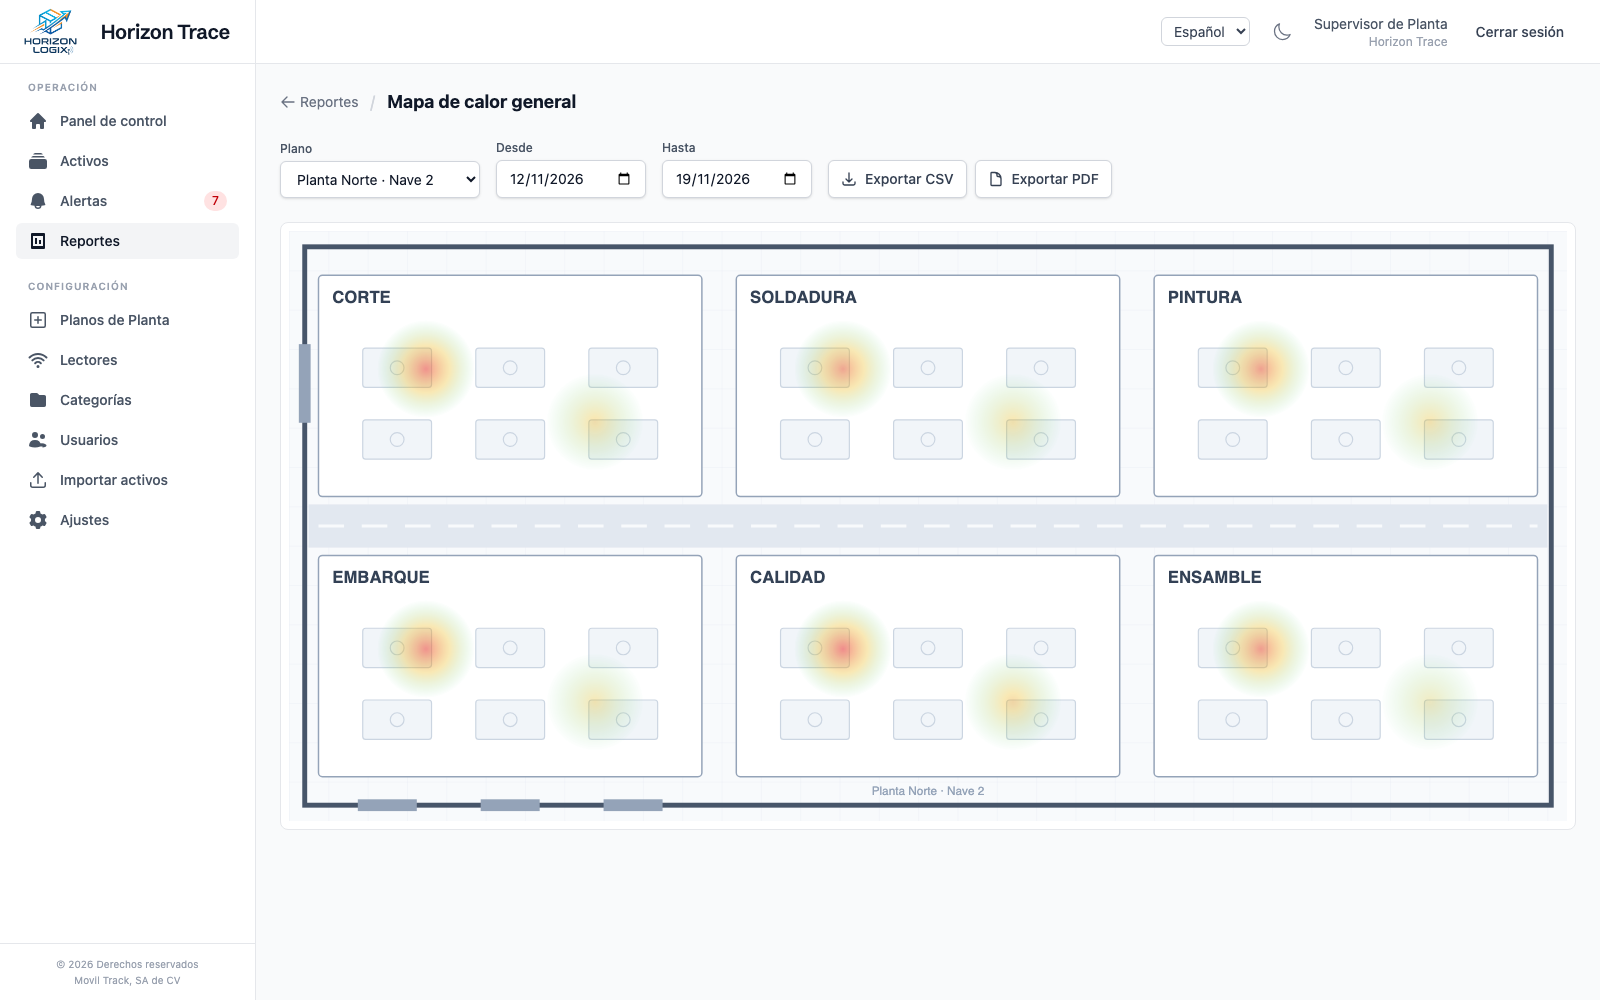 HORIZON
LOGIX
Horizon Trace
Español
Supervisor de Planta
Horizon Trace
Cerrar sesión
OPERACIÓN
Panel de control
Activos
Alertas
7
Reportes
CONFIGURACIÓN
Planos de Planta
Lectores
Categorías
Usuarios
Importar activos
Ajustes
© 2026 Derechos reservados
Movil Track, SA de CV
Reportes / Mapa de calor general
Plano
Desde
Hasta
Planta Norte · Nave 2
12/11/2026
19/11/2026
Exportar CSV
Exportar PDF
CORTE
SOLDADURA
PINTURA
EMBARQUE
CALIDAD
ENSAMBLE
Planta Norte · Nave 2